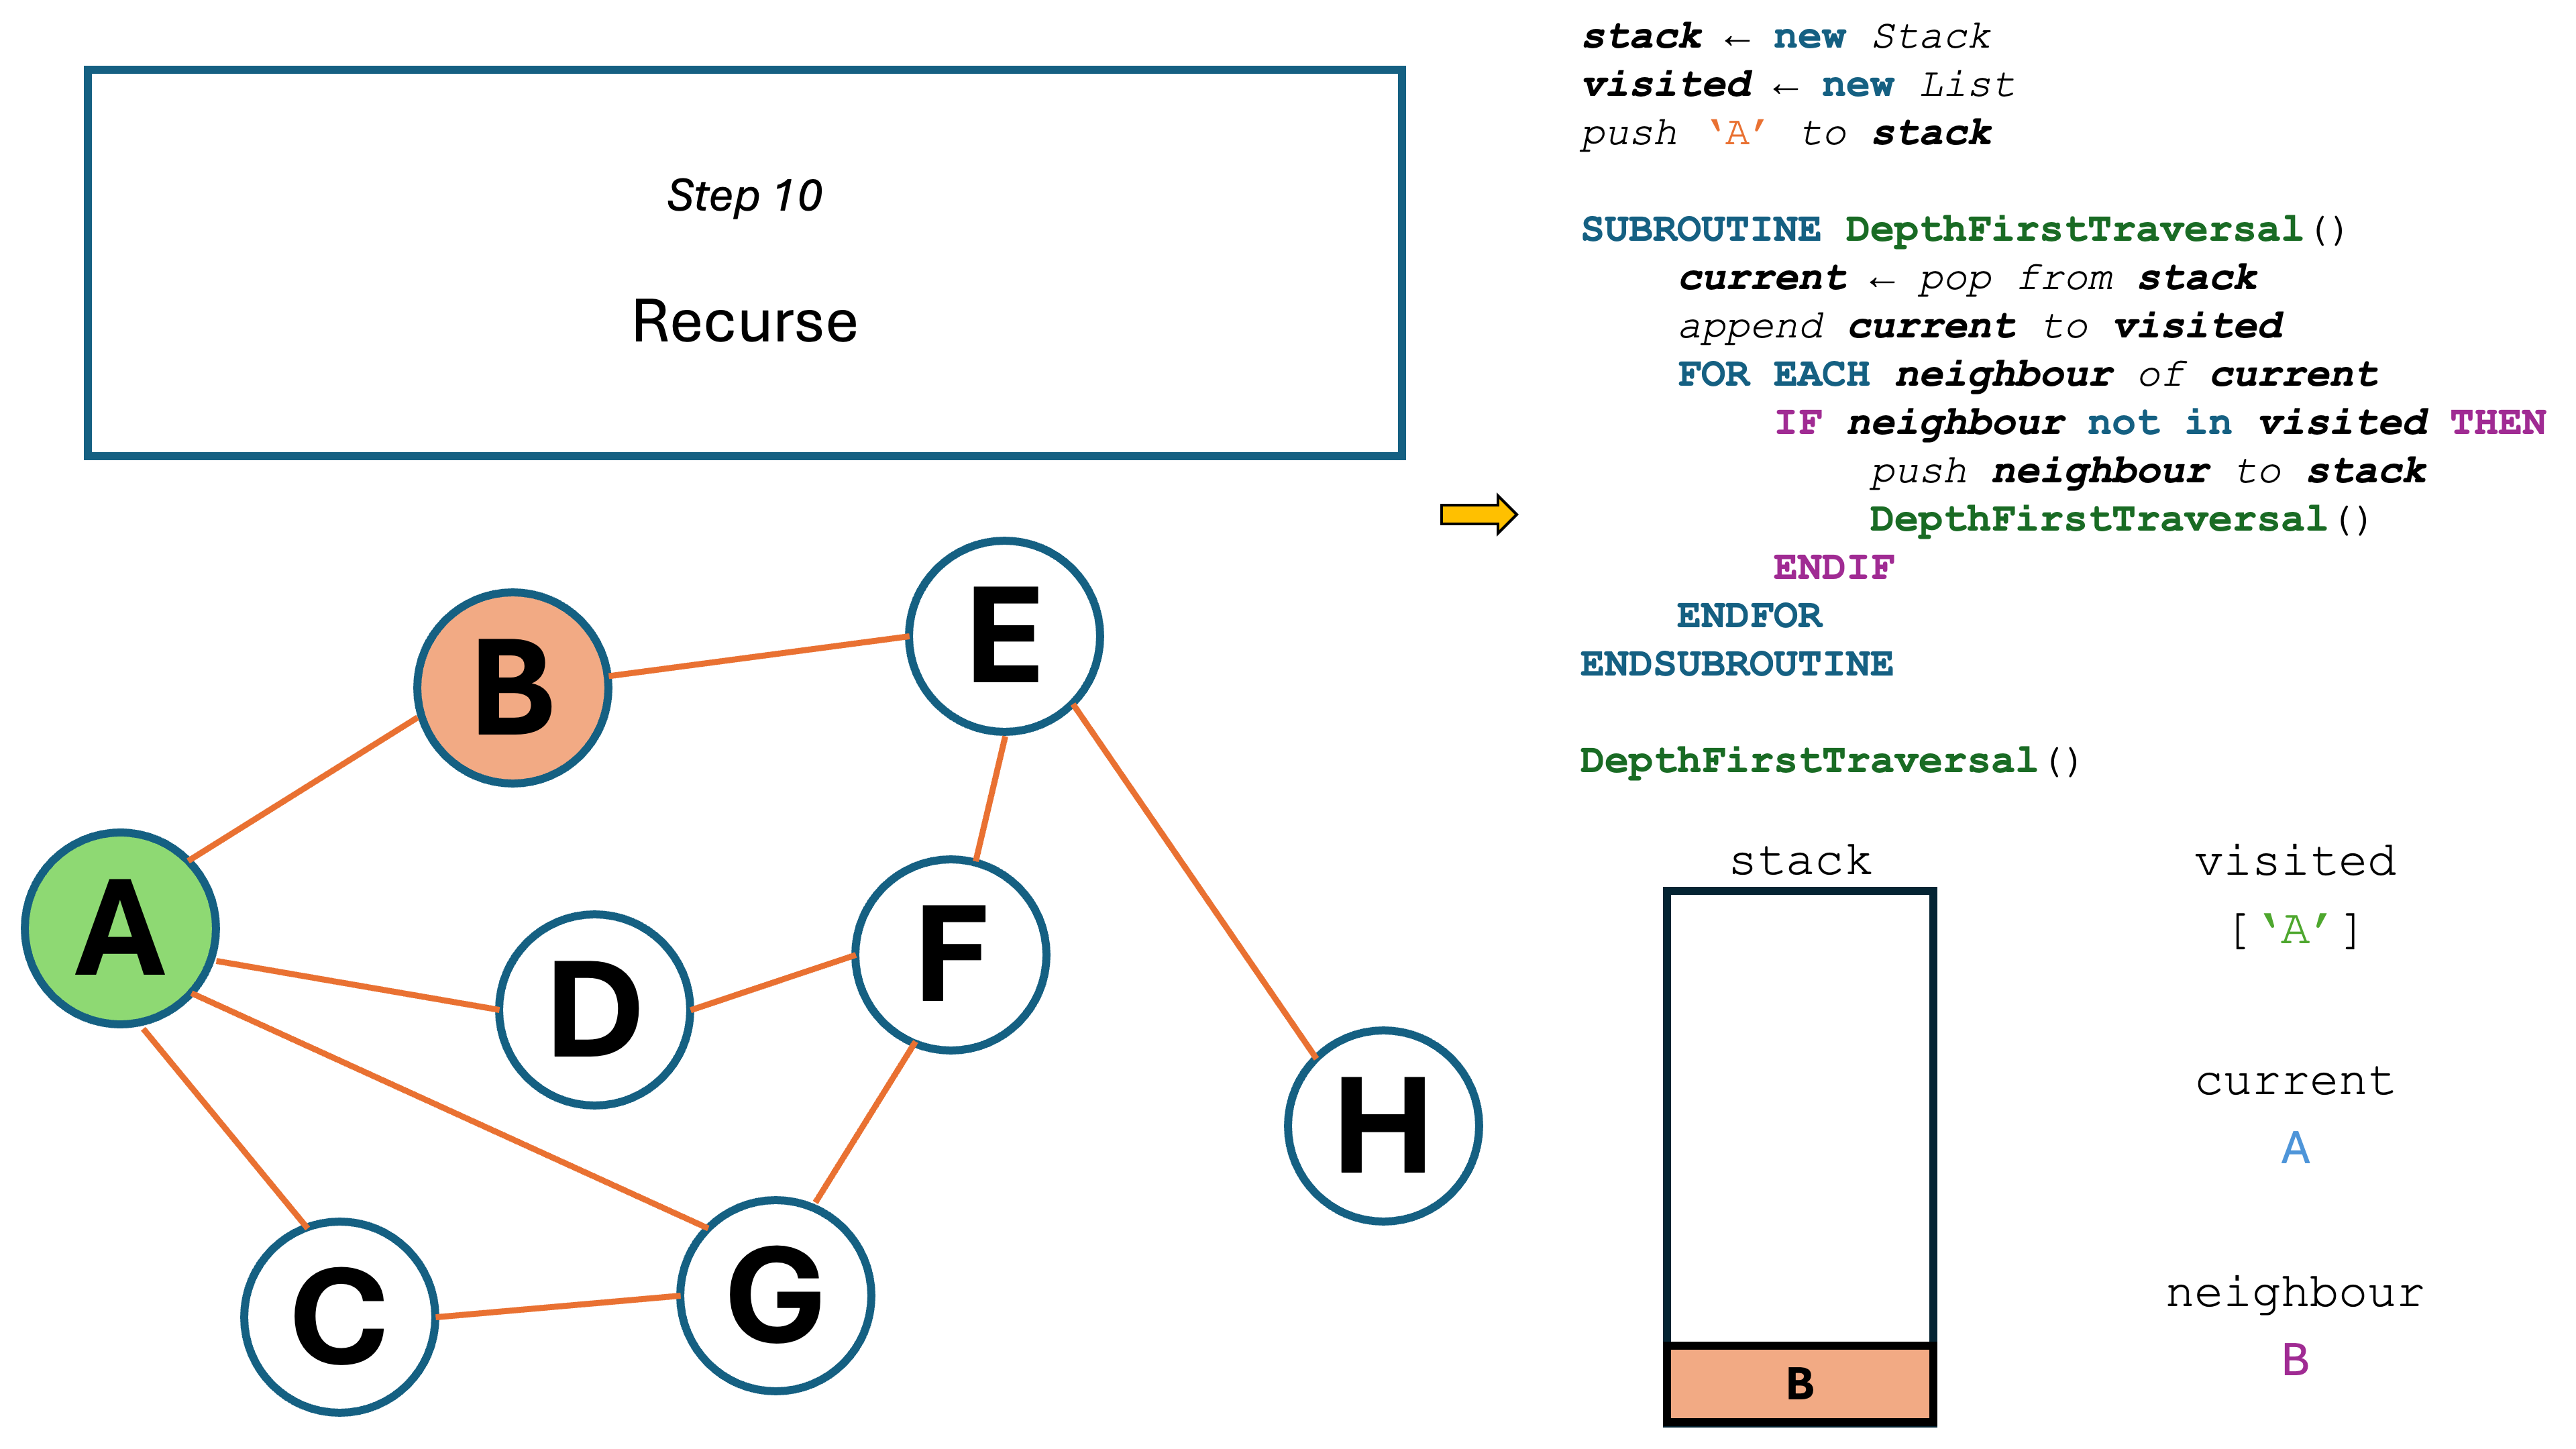 Step 10
Recurse
stack ← new Stack
visited ← new List
push ‘A’ to stack
SUBROUTINE DepthFirstTraversal()
current ← pop from stack
append current to visited
FOR EACH neighbour of current
IF neighbour not in visited THEN
push neighbour to stack
DepthFirstTraversal()
ENDIF
ENDFOR
ENDSUBROUTINE
DepthFirstTraversal()
E
B
A
F
D
H
G
C
stack
B
visited
[‘A’]
current
A
neighbour
B